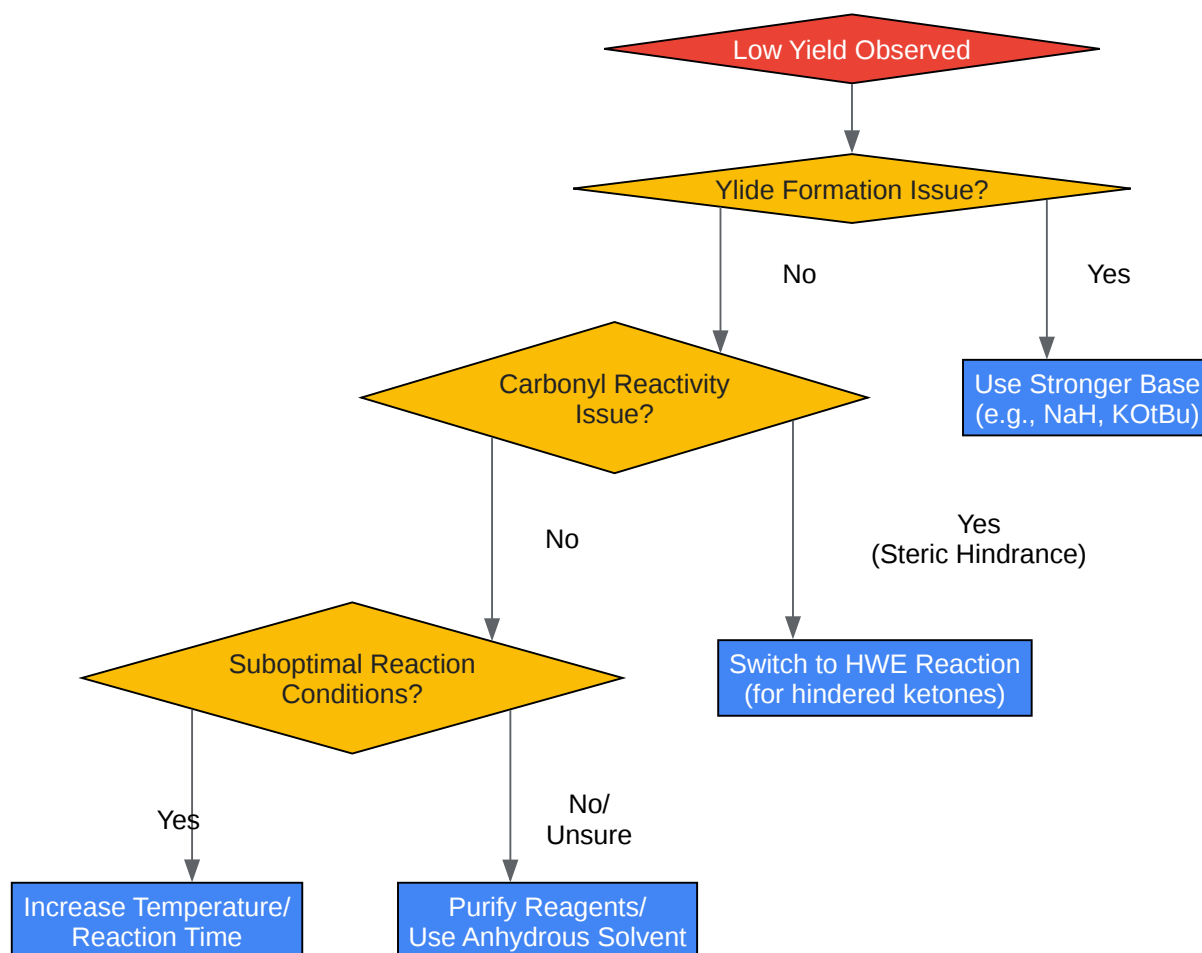 Low Yield Observed
Ylide Formation Issue?
No
Yes
Carbonyl Reactivity
Issue?
Use Stronger Base
(e.g., NaH, KOtBu)
No
Yes
(Steric Hindrance)
Suboptimal Reaction
Conditions?
Switch to HWE Reaction
(for hindered ketones)
Yes
No/
Unsure
Increase Temperature/
Reaction Time
Purify Reagents/
Use Anhydrous Solvent